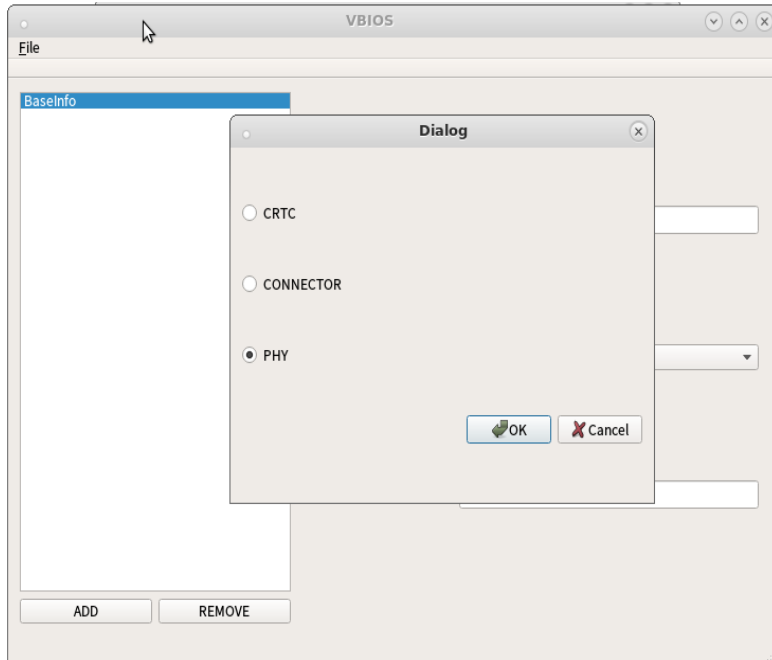 VBIOS
File
BaseInfo
Dialog
CRTC
CONNECTOR
PHY
OK
Cancel
ADD
REMOVE